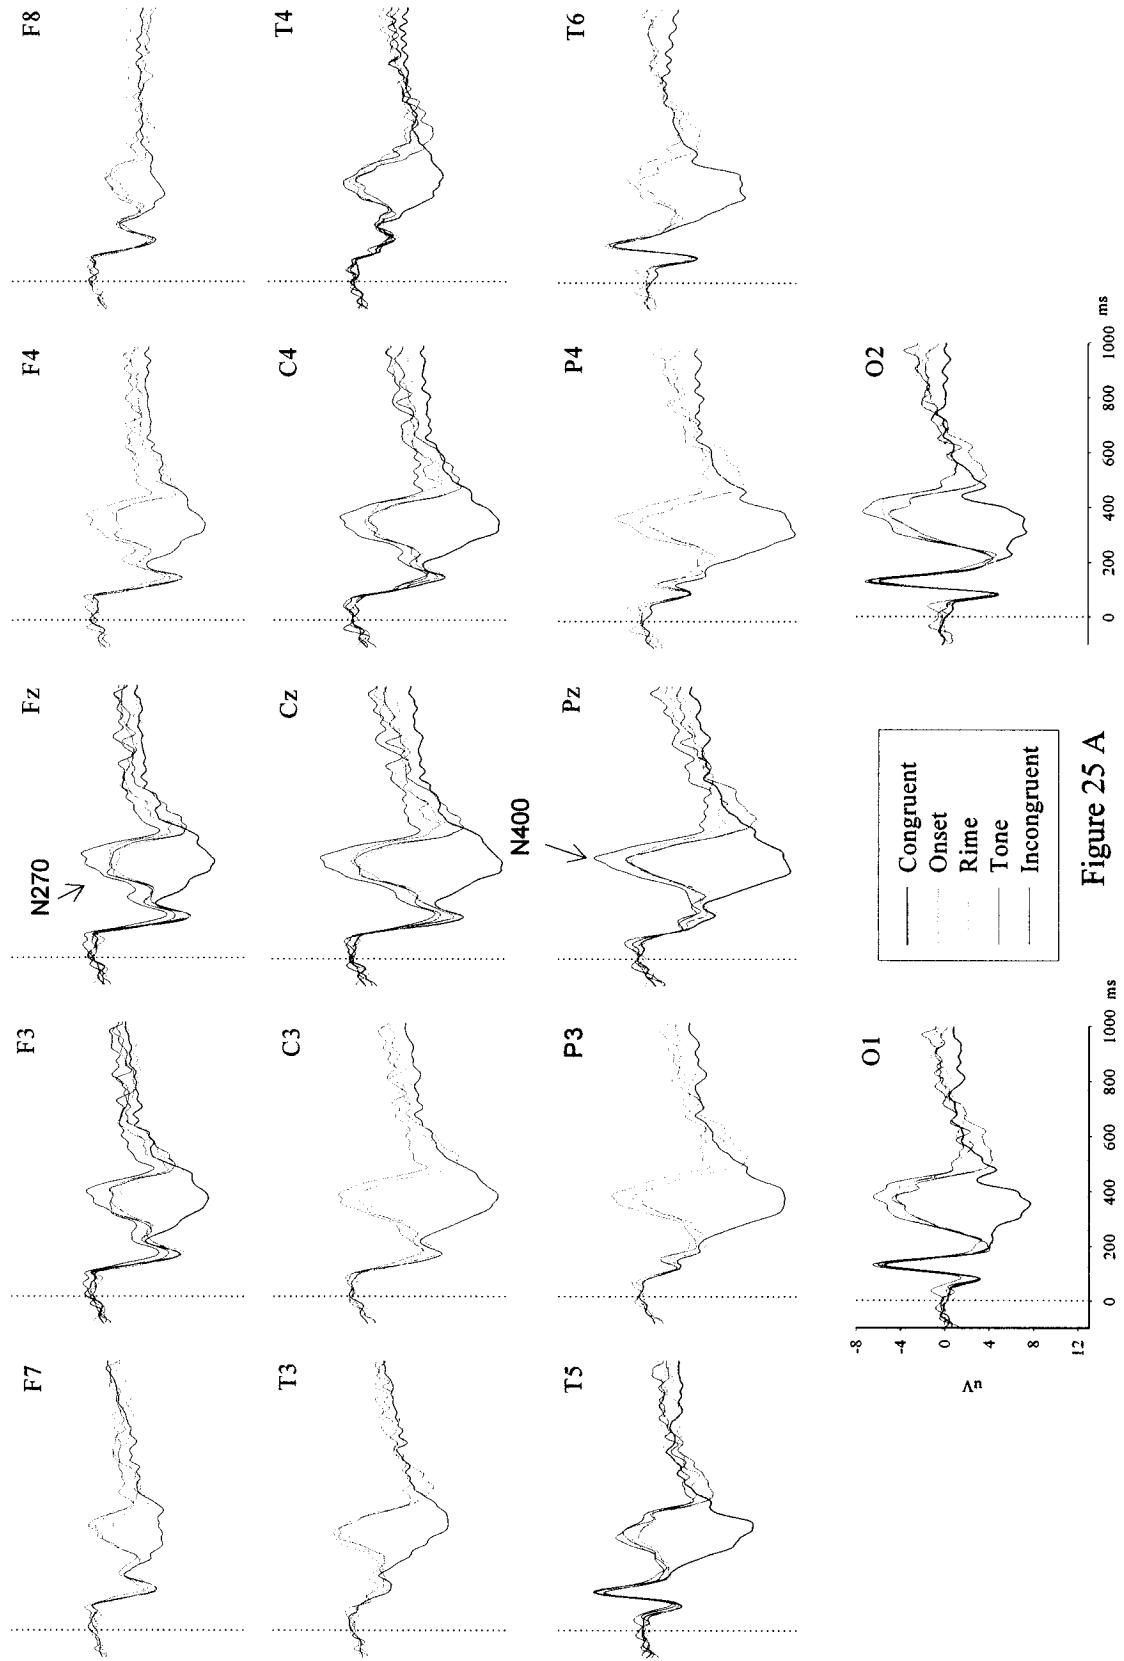 F7
F3
Fz
F4
F8
N270
T3
C3
Cz
C4
T4
N400
T5
P3
Pz
P4
T6
O1
O2
-8
-4
0
4
8
12
uV
0 200 400 600 800 1000 ms
0 200 400 600 800 1000 ms
Congruent
Onset
Rime
Tone
Incongruent
Figure 25 A